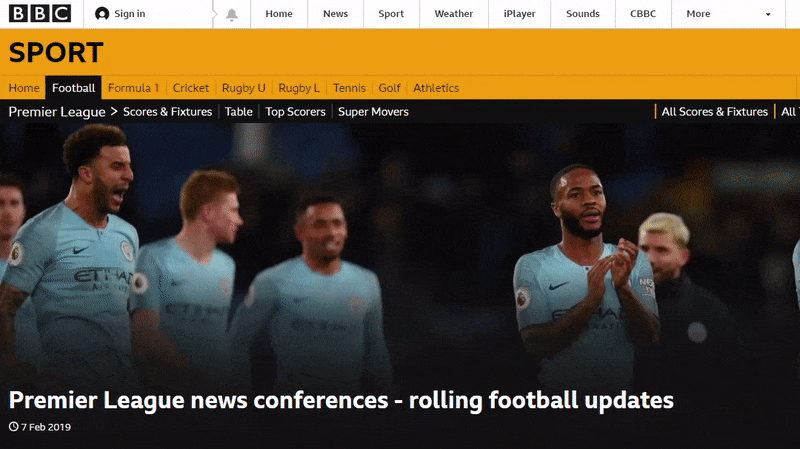 BBC Sign in Home News Sport Weather iPlayer Sounds CBBC More
SPORT
Home Football Formula 1 Cricket Rugby U Rugby L Tennis Golf Athletics
Premier League > Scores & Fixtures Table Top Scorers Super Movers All Scores & Fixtures All
ETIHAD
AIRWAYS
ETIHAD
Premier League news conferences - rolling football updates
7 Feb 2019